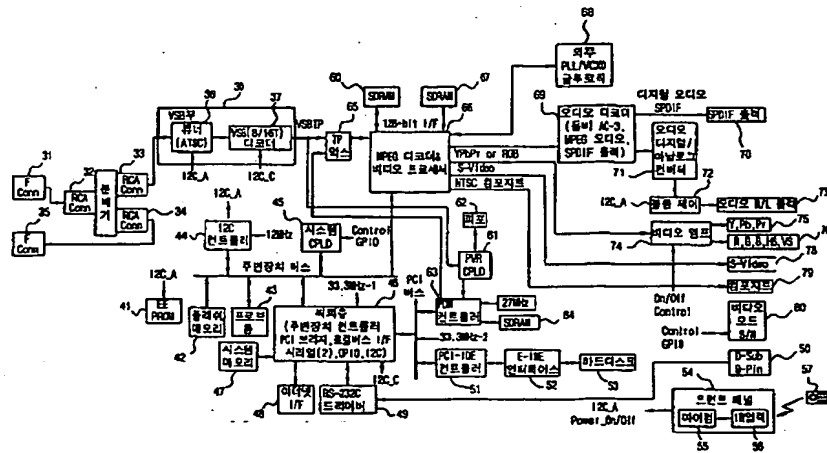 68
외부
PLL/VCXO
클럭로직
60
SDRAM
67
SDRAM
66
128-bit I/F
MPEG 디코더&
비디오 프로세서
65
TP
먹스
36
VSB부
38
튜너
(ATSC)
37
VSB(8/16T)
디코더
VSBTP
I2C_A
I2C_C
31
F
Conn
32
RCA
Conn
분배기
33
RCA
Conn
34
RCA
Conn
35
F
Conn
69
오디오 디코더
(돌비 AC-3,
MPEG 오디오,
SPDIF 출력)
디지탈 오디오
SPDIF
SPDIF 출력
70
오디오
디지털/
아날로그
컨버터
71
72
I2C_A
볼륨 제어
오디오 R/L 출력
73
YPbPr or RGB
S-Video
NTSC 컴포지트
비디오 앰프
74
Y,Pb,Pr
75
R,G,B,HS,VS
76
S-Video
78
컴포지트
79
On/Off
Control
Control
GPIO
비디오
모드
S/W
80
I2C_A
I2C
컨트롤러
44
12MHz
45
시스템
CPLD
Control
GPIO
주변장치 버스
62
61
PVR
CPLD
63
컨트롤러
27MHz
SDRAM
64
PCI
버스
33.3MHz-1
33.3MHz-2
I2C_A
41
EE
PROM
플래쉬
메모리
42
43
46
(주변장치 컨트롤러
PCI 브리지,로컬버스 I/F
시리얼(2),GPIO,I2C)
I2C_C
시스템
메모리
47
이더넷
I/F
48
RS-232C
드라이버
49
PCI-IDE
컨트롤러
51
E-IDE
인터페이스
52
하드디스크
53
D-Sub
9-Pin
50
54
프런트 패널
마이컴
55
IR입력
56
57
I2C_A
Power_On/Off